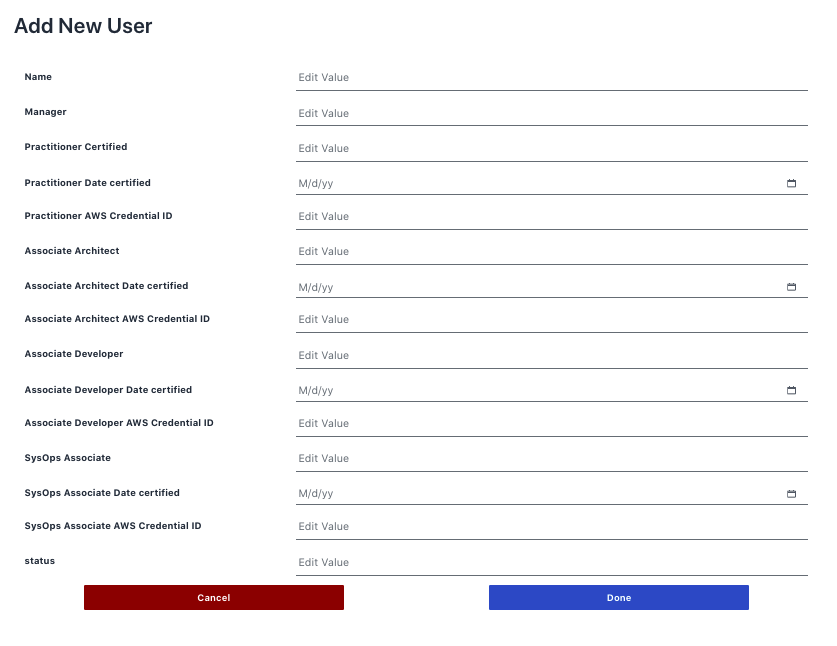 Add New User
Name Edit Value
Manager Edit Value
Practitioner Certified Edit Value
Practitioner Date certified M/d/yy
Practitioner AWS Credential ID Edit Value
Associate Architect Edit Value
Associate Architect Date certified M/d/yy
Associate Architect AWS Credential ID Edit Value
Associate Developer Edit Value
Associate Developer Date certified M/d/yy
Associate Developer AWS Credential ID Edit Value
SysOps Associate Edit Value
SysOps Associate Date certified M/d/yy
SysOps Associate AWS Credential ID Edit Value
status Edit Value
Cancel Done